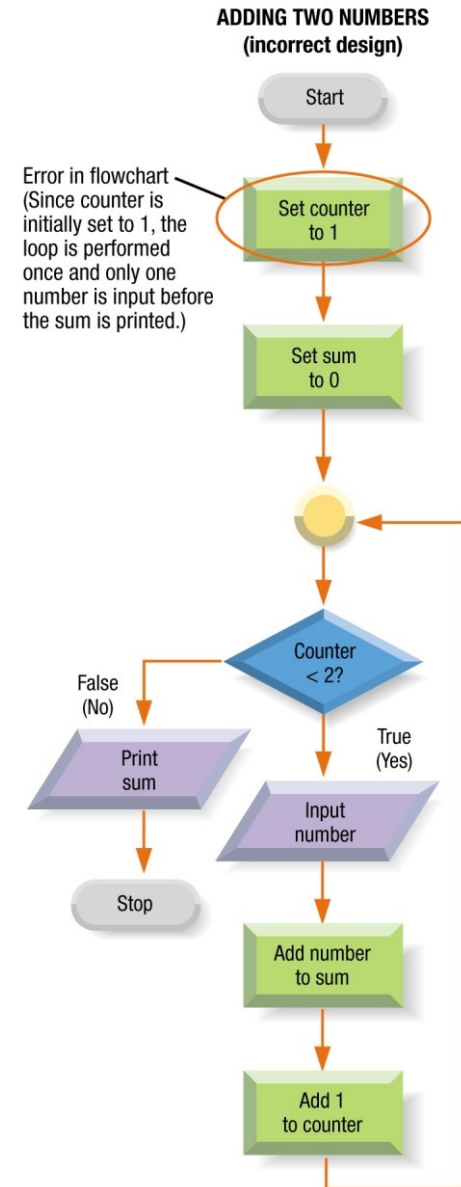 ADDING TWO NUMBERS
(incorrect design)
Start
Error in flowchart
(Since counter is
initially set to 1, the
loop is performed
once and only one
number is input before
the sum is printed.)
Set counter
to 1
Set sum
to 0
Counter
< 2?
False
(No)
True
(Yes)
Print
sum
Input
number
Stop
Add number
to sum
Add 1
to counter